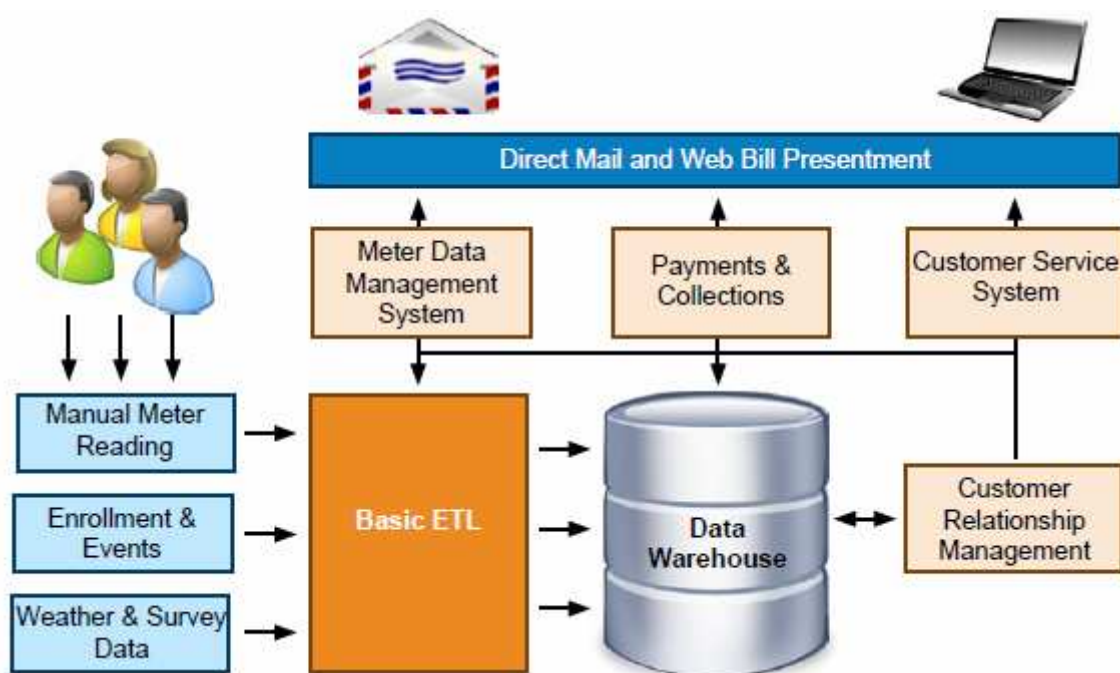 Direct Mail and Web Bill Presentment
Meter Data
Management
System
Payments &
Collections
Customer Service
System
Manual Meter
Reading
Enrollment &
Events
Weather & Survey
Data
Basic ETL
Data
Warehouse
Customer
Relationship
Management